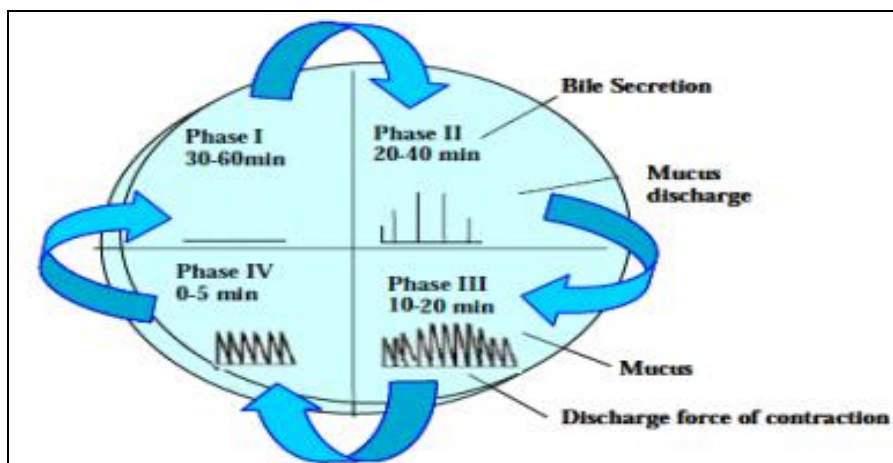 Phase I
30-60min
Phase II
20-40 min
Bile Secretion
Mucus
discharge
Phase IV
0-5 min
Phase III
10-20 min
Mucus
Discharge force of contraction